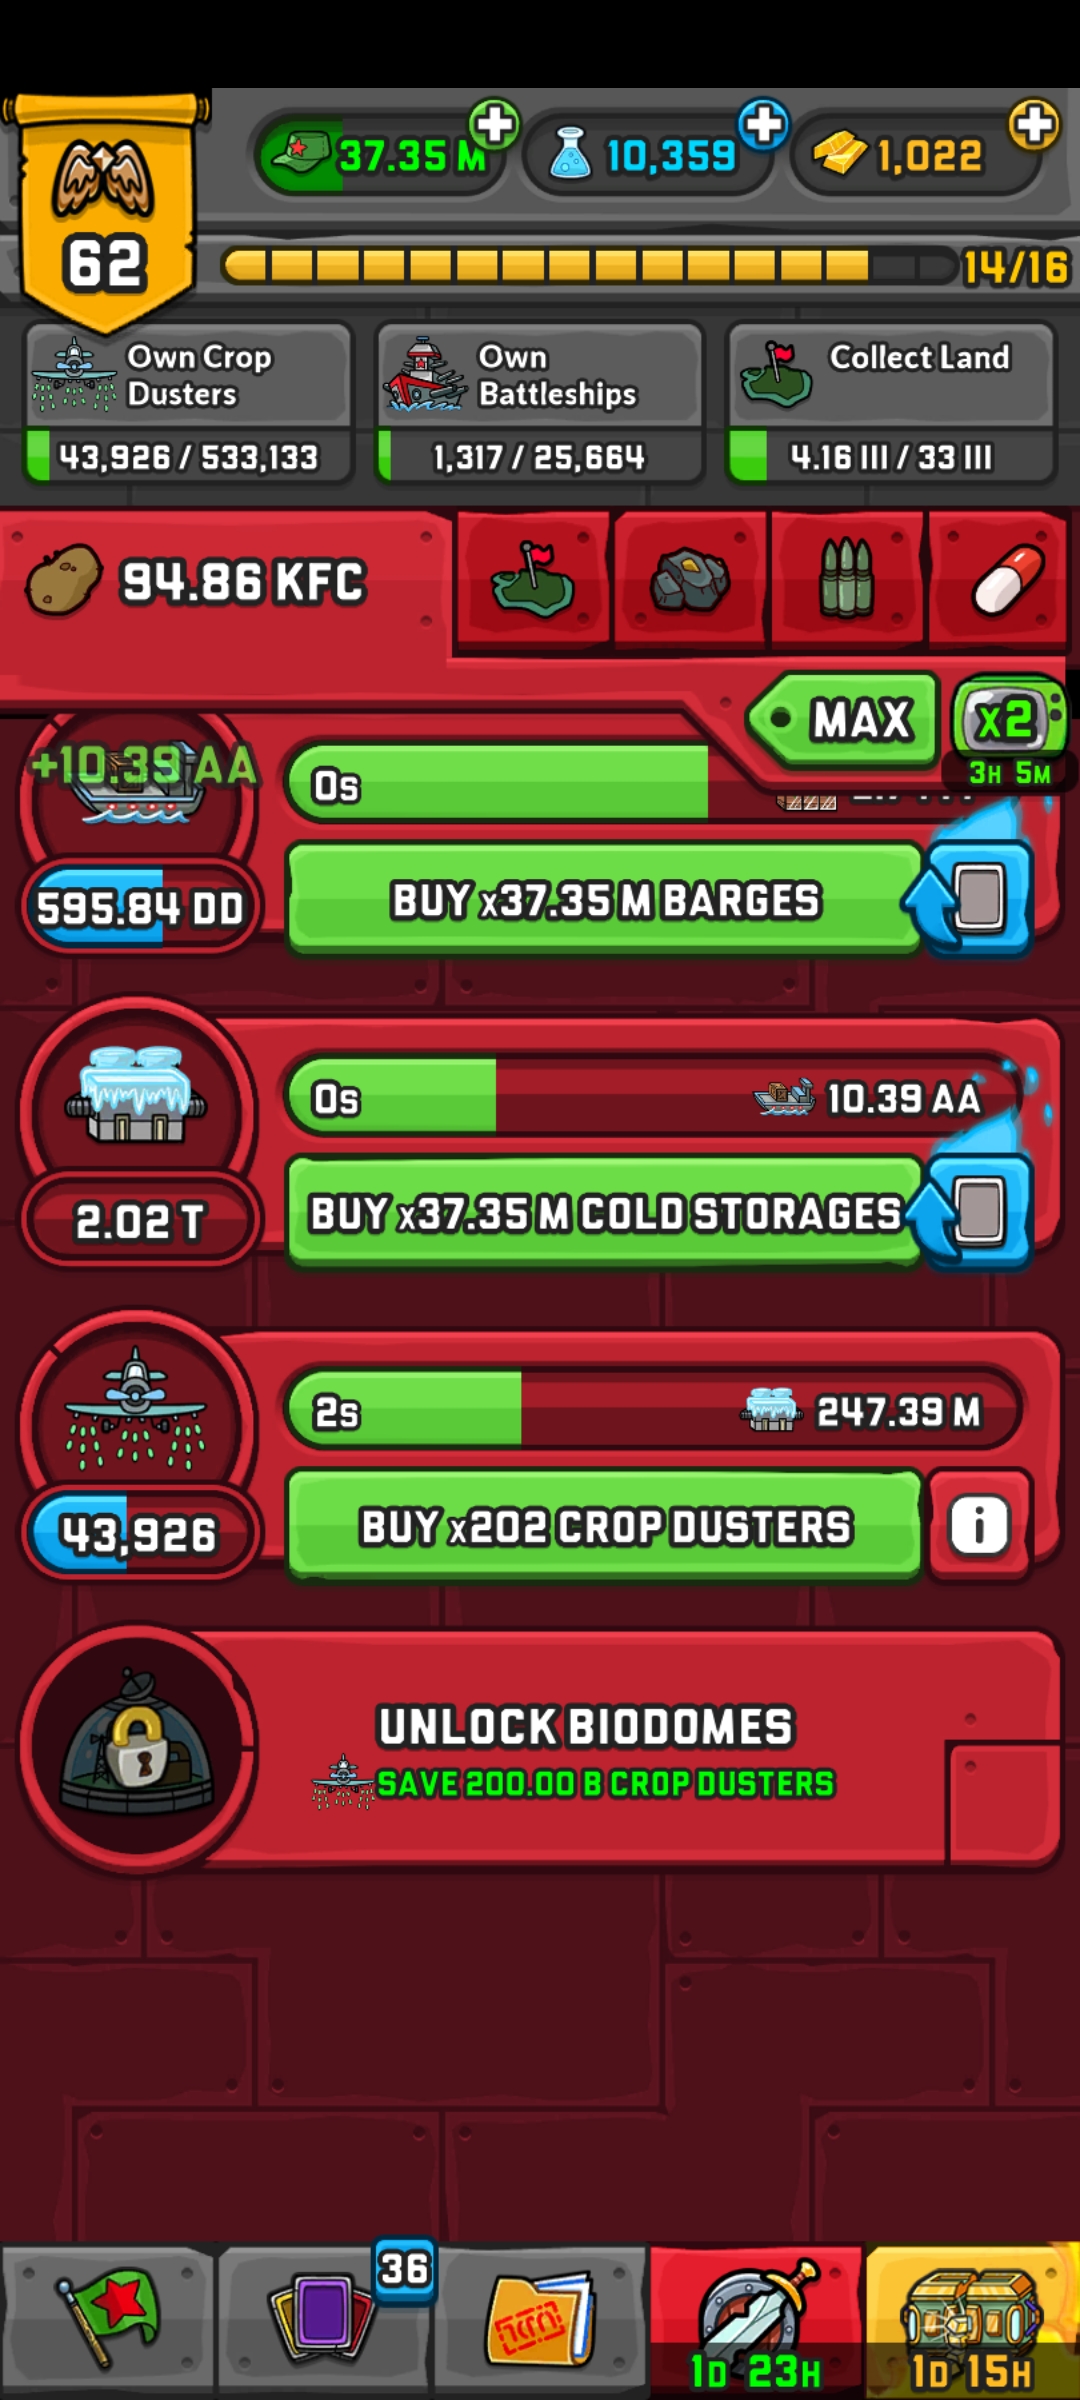 37.35 M
10,359
1,022
62
14/16
Own Crop
Dusters
43,926 / 533,133
Own
Battleships
1,317 / 25,664
Collect Land
4.16 III / 33 III
94.86 KFC
MAX
x2
3H 5M
+10.39 AA
0s
595.84 DD
BUY x37.35 M BARGES
0s
10.39 AA
2.02 T
BUY x37.35 M COLD STORAGES
2s
247.39 M
43,926
BUY x202 CROP DUSTERS
i
UNLOCK BIODOMES
SAVE 200.00 B CROP DUSTERS
36
1D 23H
1D 15H